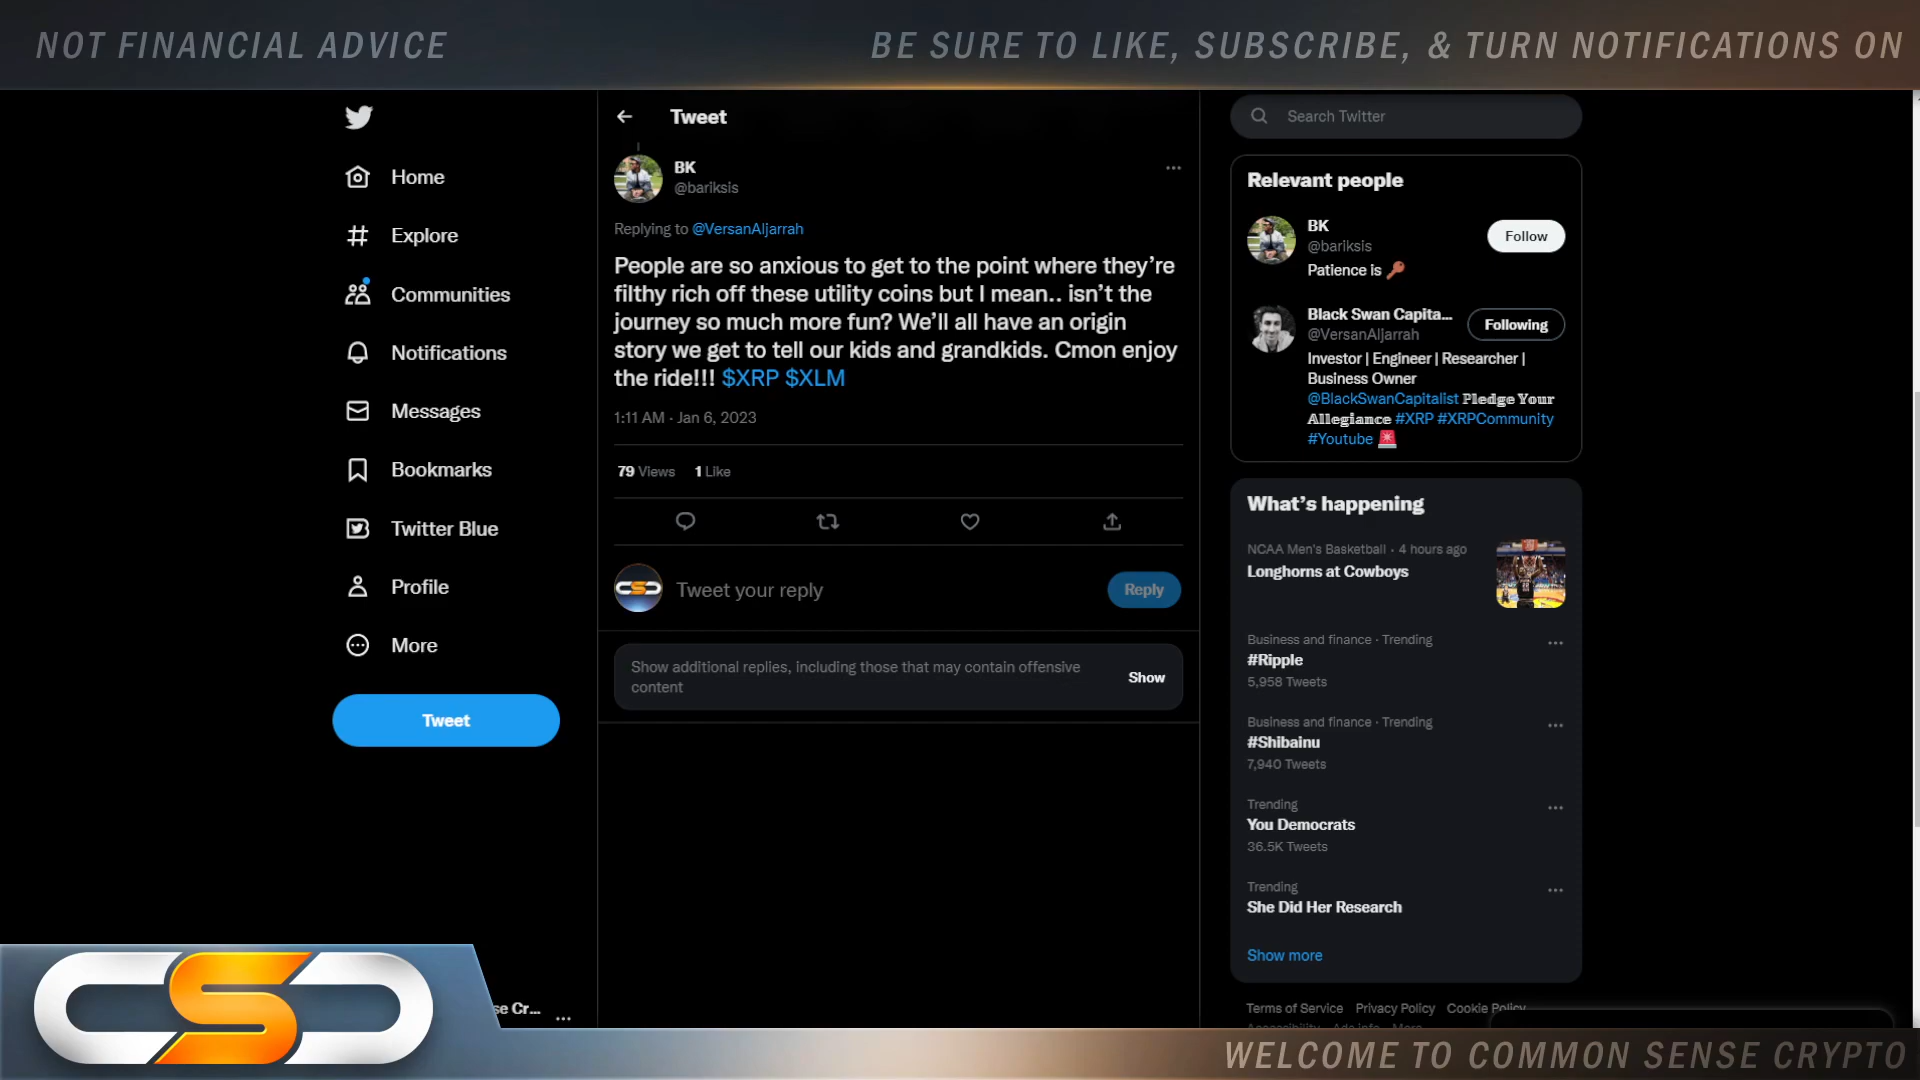 NOT FINANCIAL ADVICE
BE SURE TO LIKE, SUBSCRIBE, & TURN NOTIFICATIONS ON
Home
Explore
Communities
Notifications
Messages
Bookmarks
Twitter Blue
Profile
More
Tweet
se Cr...
Tweet
BK
@bariksis
Replying to @VersanAljarrah
People are so anxious to get to the point where they're
filthy rich off these utility coins but I mean.. isn't the
journey so much more fun? We'll all have an origin
story we get to tell our kids and grandkids. Cmon enjoy
the ride!!! $XRP $XLM
1:11 AM · Jan 6, 2023
79 Views 1 Like
CSC
Tweet your reply
Reply
Show additional replies, including those that may contain offensive
content
Show
Search Twitter
Relevant people
BK
@bariksis
Follow
Patience is
Black Swan Capita...
@VersanAljarrah
Following
Investor | Engineer | Researcher |
Business Owner
@BlackSwanCapitalist Pledge Your
Allegiance #XRP #XRPCommunity
#Youtube
What's happening
NCAA Men's Basketball · 4 hours ago
Longhorns at Cowboys
Business and finance · Trending
#Ripple
5,958 Tweets
Business and finance · Trending
#Shibainu
7,940 Tweets
Trending
You Democrats
36.5K Tweets
Trending
She Did Her Research
Show more
Terms of Service Privacy Policy Cookie Policy
CSC
WELCOME TO COMMON SENSE CRYPTO